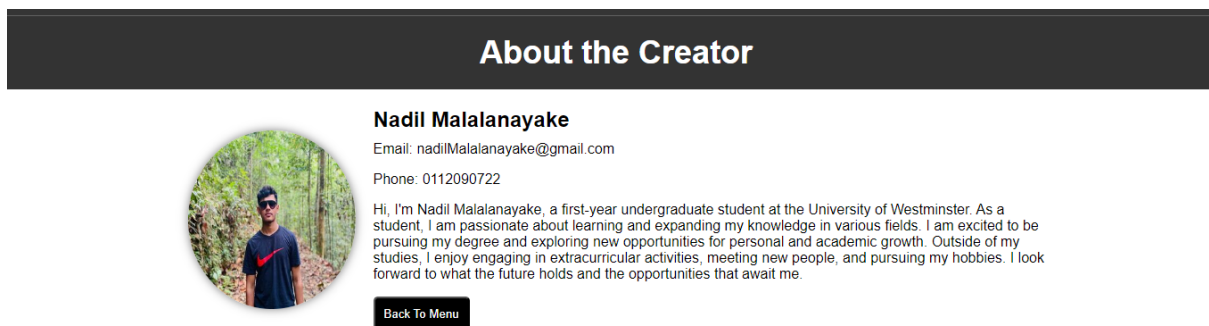 About the Creator
Nadil Malalanayake
Email: nadilMalalanayake@gmail.com
Phone: 0112090722
Hi, I'm Nadil Malalanayake, a first-year undergraduate student at the University of Westminster. As a
student, I am passionate about learning and expanding my knowledge in various fields. I am excited to be
pursuing my degree and exploring new opportunities for personal and academic growth. Outside of my
studies, I enjoy engaging in extracurricular activities, meeting new people, and pursuing my hobbies. I look
forward to what the future holds and the opportunities that await me.
Back To Menu